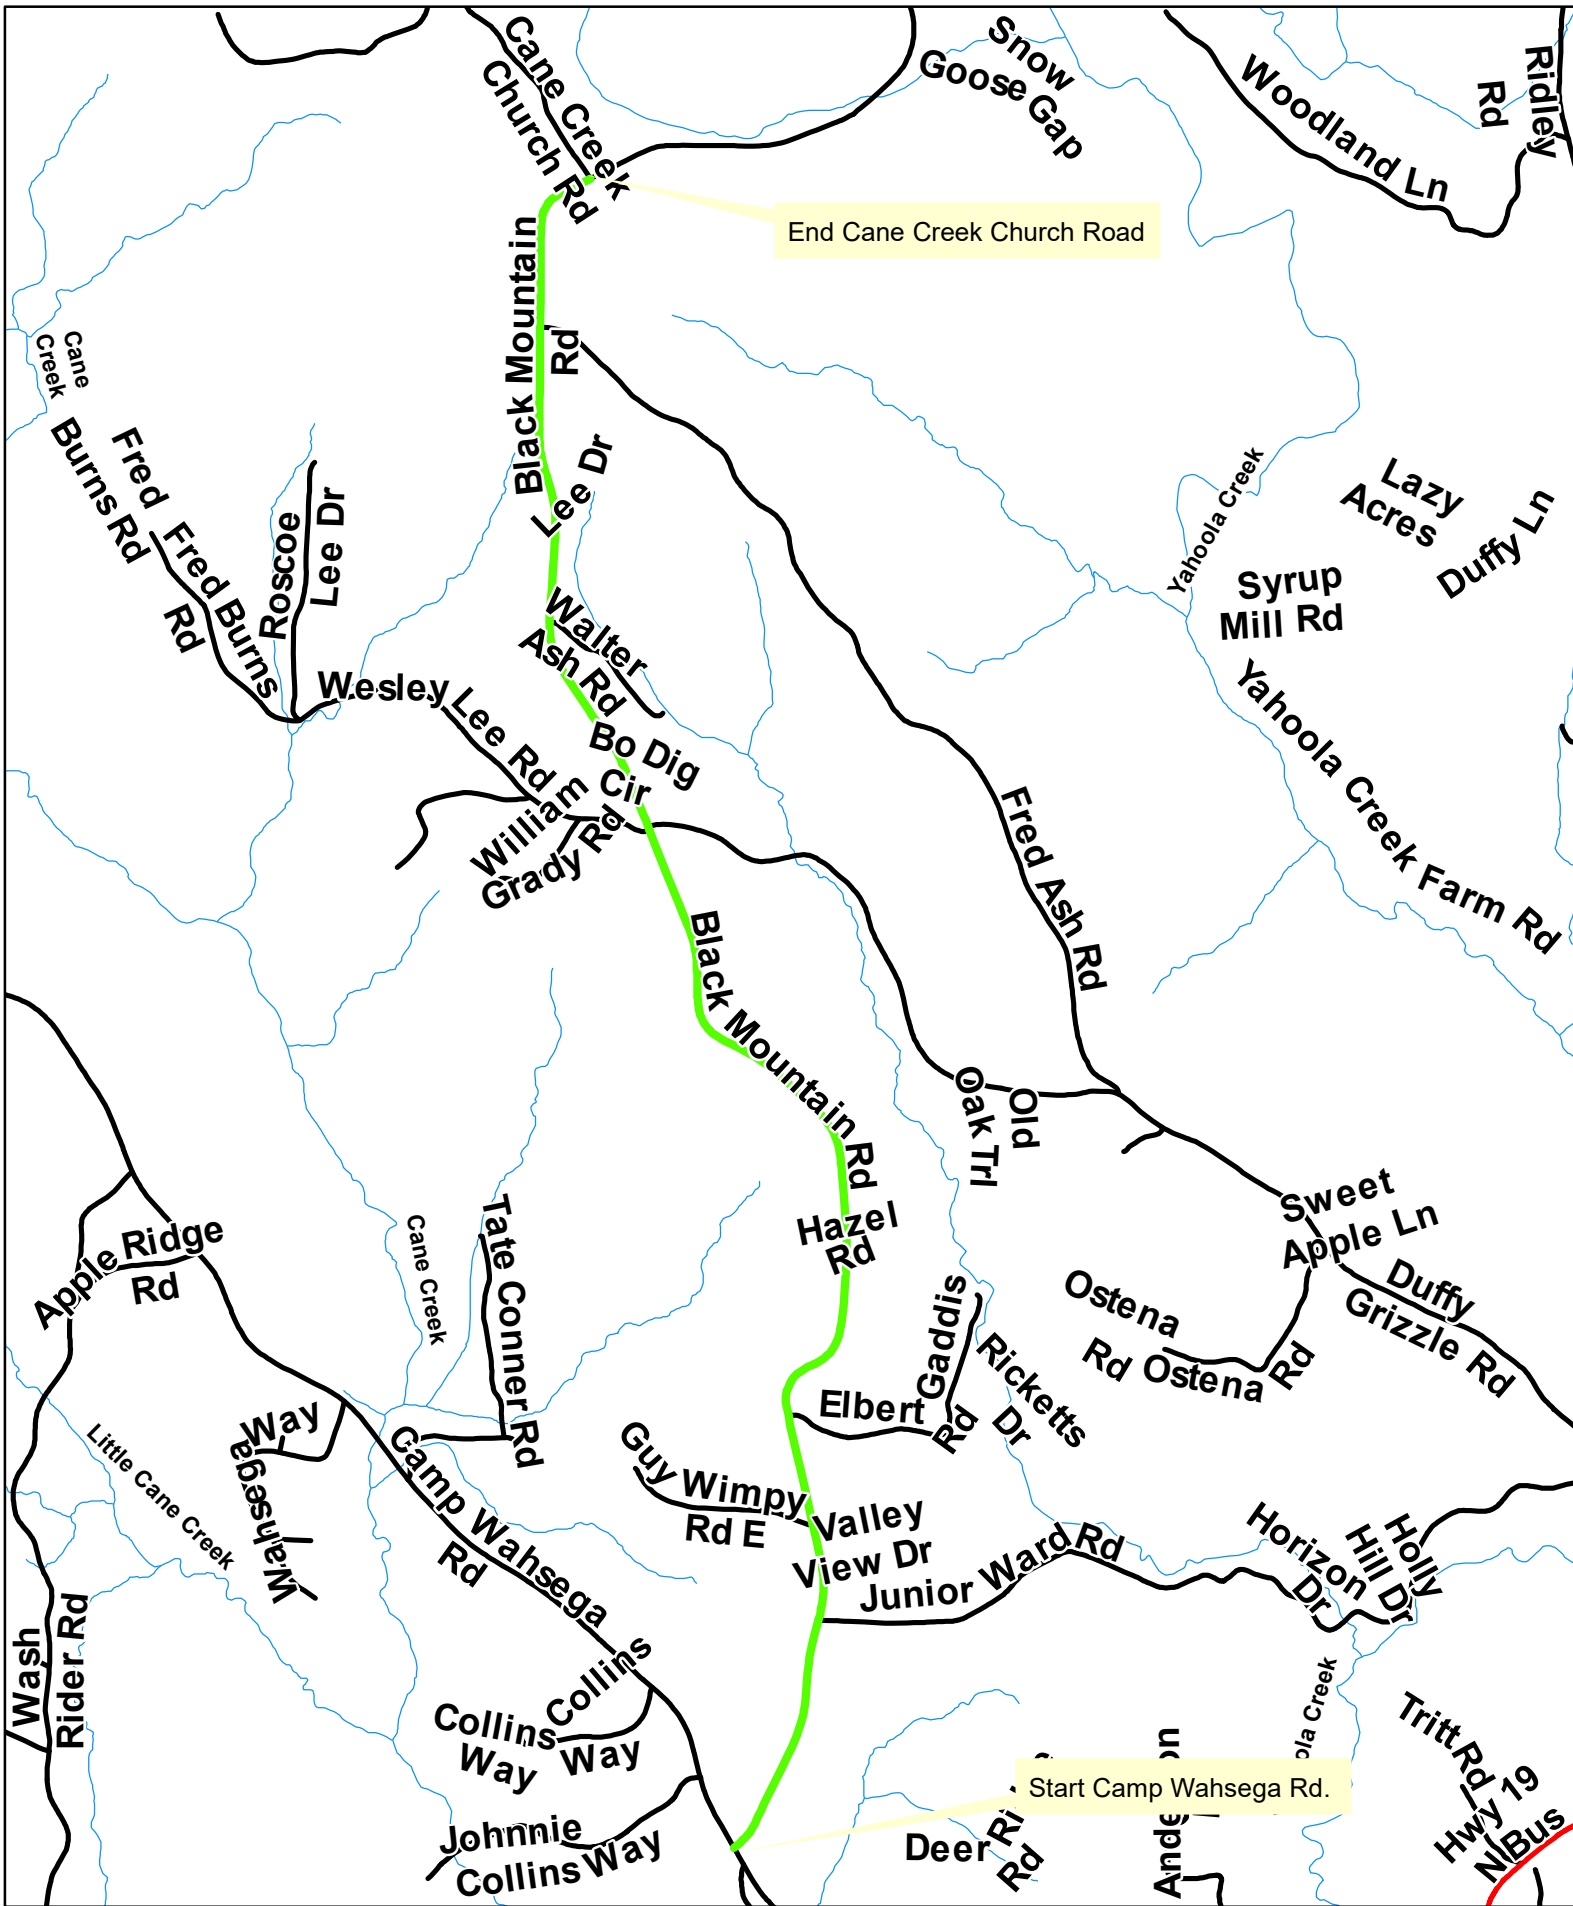 Cane Creek
Church Rd
Snow
Goose Gap
Woodland Ln
Ridley
Rd
End Cane Creek Church Road
Black Mountain
Rd
Cane
Creek
Fred
Burns Rd
Fred Burns
Rd
Roscoe
Lee Dr
Lee Dr
Walter
Ash Rd
Wesley Lee Rd
Bo Dig
Cir
William
Grady Rd
Yahoola Creek
Lazy
Acres
Duffy Ln
Syrup
Mill Rd
Yahoola Creek Farm Rd
Fred Ash Rd
Black Mountain Rd
Old
Oak Trl
Hazel
Rd
Sweet
Apple Ln
Duffy
Grizzle Rd
Ostena
Rd
Ostena
Rd
Apple Ridge
Rd
Cane Creek
Tate Conner Rd
Gaddis
Rd
Elbert
Ricketts
Dr
Way
Wahsega
Little Cane Creek
Camp Wahsega
Rd
Guy Wimpy
Rd E
Valley
View Dr
Junior Ward Rd
Horizon
Dr
Holly
Hill Dr
Wash
Rider Rd
Collins
Way
Collins
Way
Johnnie
Collins Way
Start Camp Wahsega Rd.
Deer
Rd
ola Creek
Tritt Rd
Hwy 19
N Bus